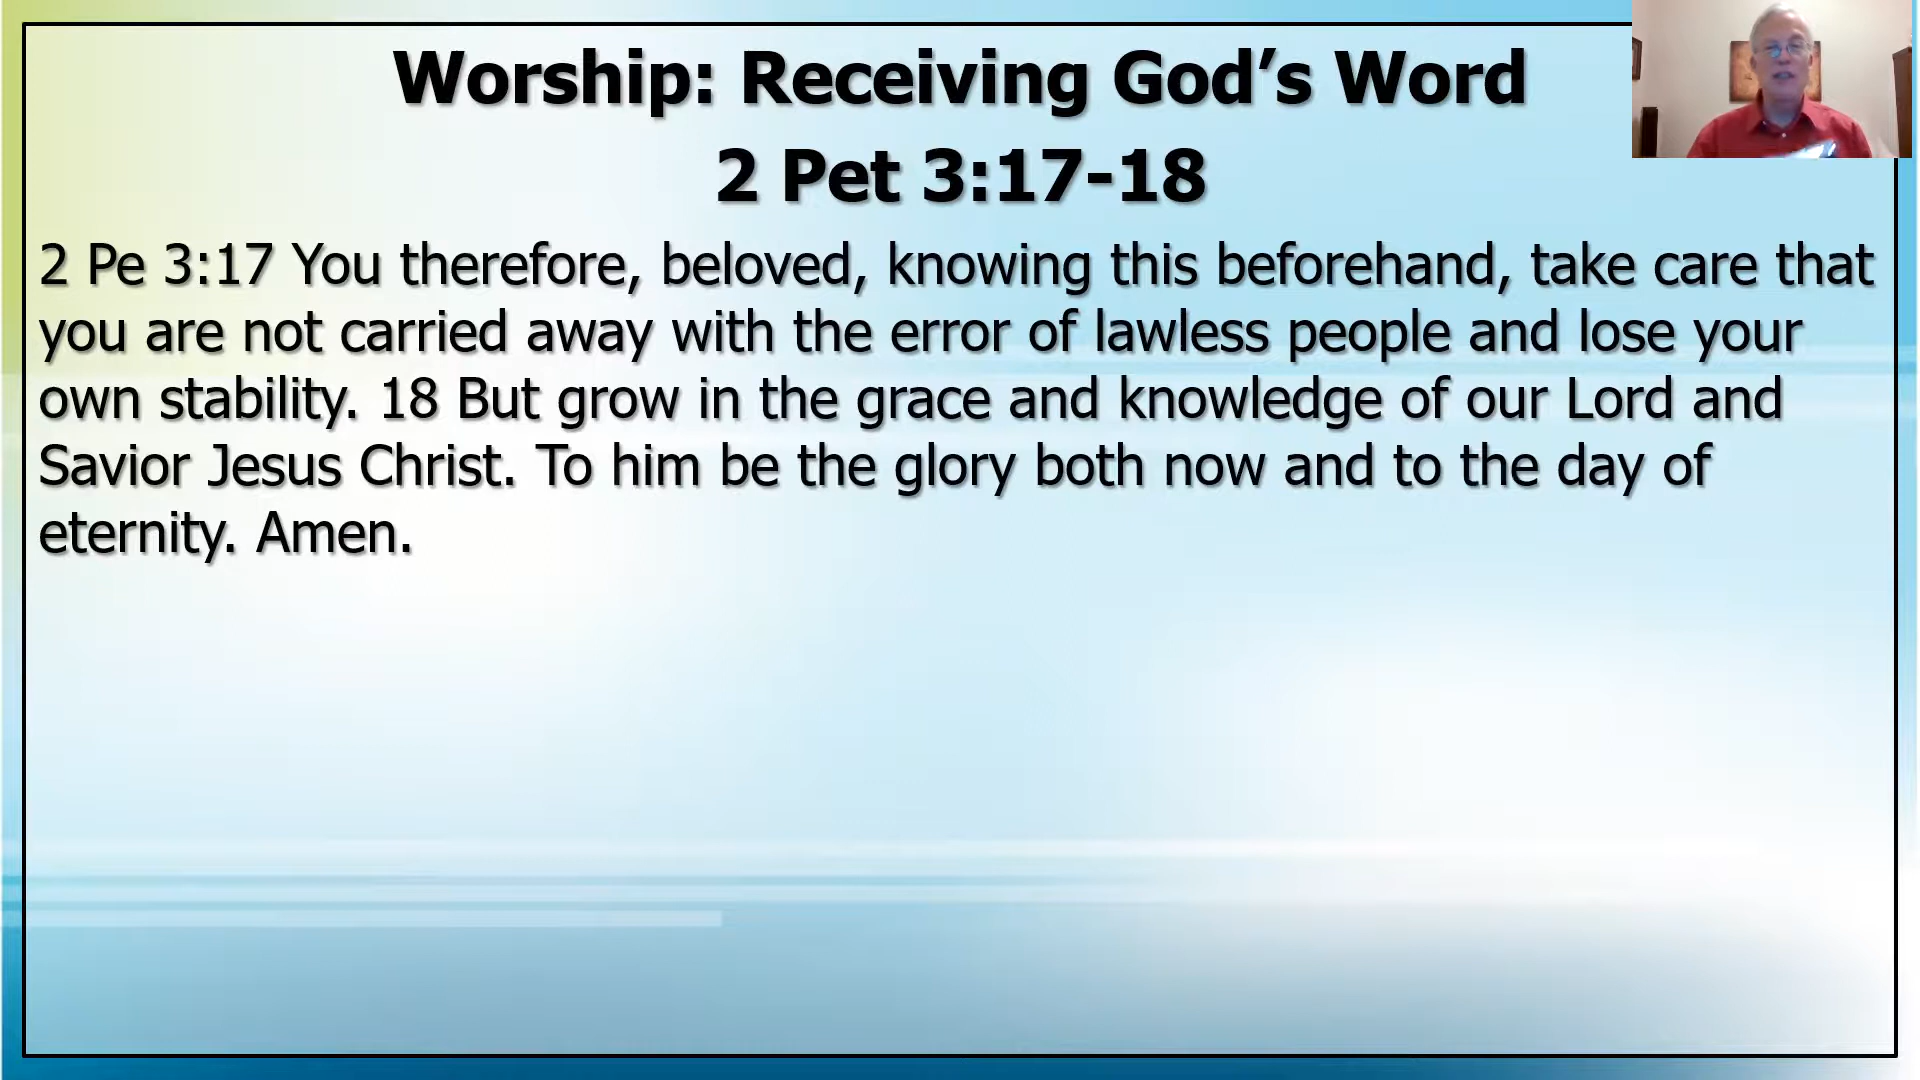 Worship: Receiving God’s Word
2 Pet 3:17-18
2 Pe 3:17 You therefore, beloved, knowing this beforehand, take care that
you are not carried away with the error of lawless people and lose your
own stability. 18 But grow in the grace and knowledge of our Lord and
Savior Jesus Christ. To him be the glory both now and to the day of
eternity. Amen.